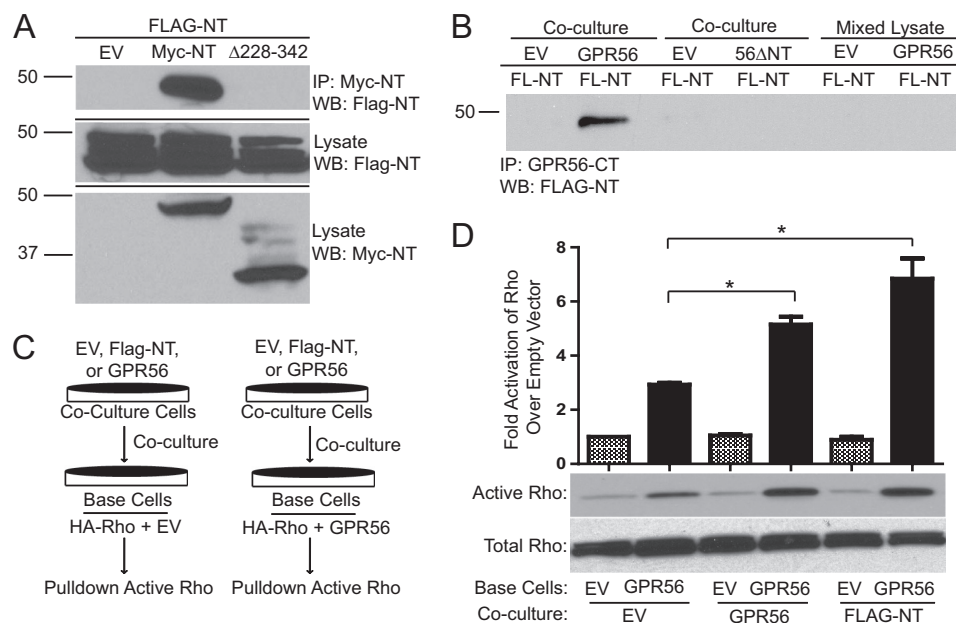 A
FLAG-NT
EV Myc-NT Δ228-342
50
IP: Myc-NT
WB: Flag-NT
50
Lysate
WB: Flag-NT
50
Lysate
WB: Myc-NT
37
B
Co-culture Co-culture Mixed Lysate
EV GPR56 EV 56ΔNT EV GPR56
FL-NT FL-NT FL-NT FL-NT FL-NT FL-NT
50
IP: GPR56-CT
WB: FLAG-NT
C
EV, Flag-NT,
or GPR56
Co-Culture Cells
Co-culture
Base Cells
HA-Rho + EV
Pulldown Active Rho
EV, Flag-NT,
or GPR56
Co-Culture Cells
Co-culture
Base Cells
HA-Rho + GPR56
Pulldown Active Rho
D
Fold Activation of Rho
Over Empty Vector
8
6
4
2
0
*
*
Active Rho:
Total Rho:
Base Cells: EV GPR56 EV GPR56 EV GPR56
Co-culture: EV GPR56 FLAG-NT